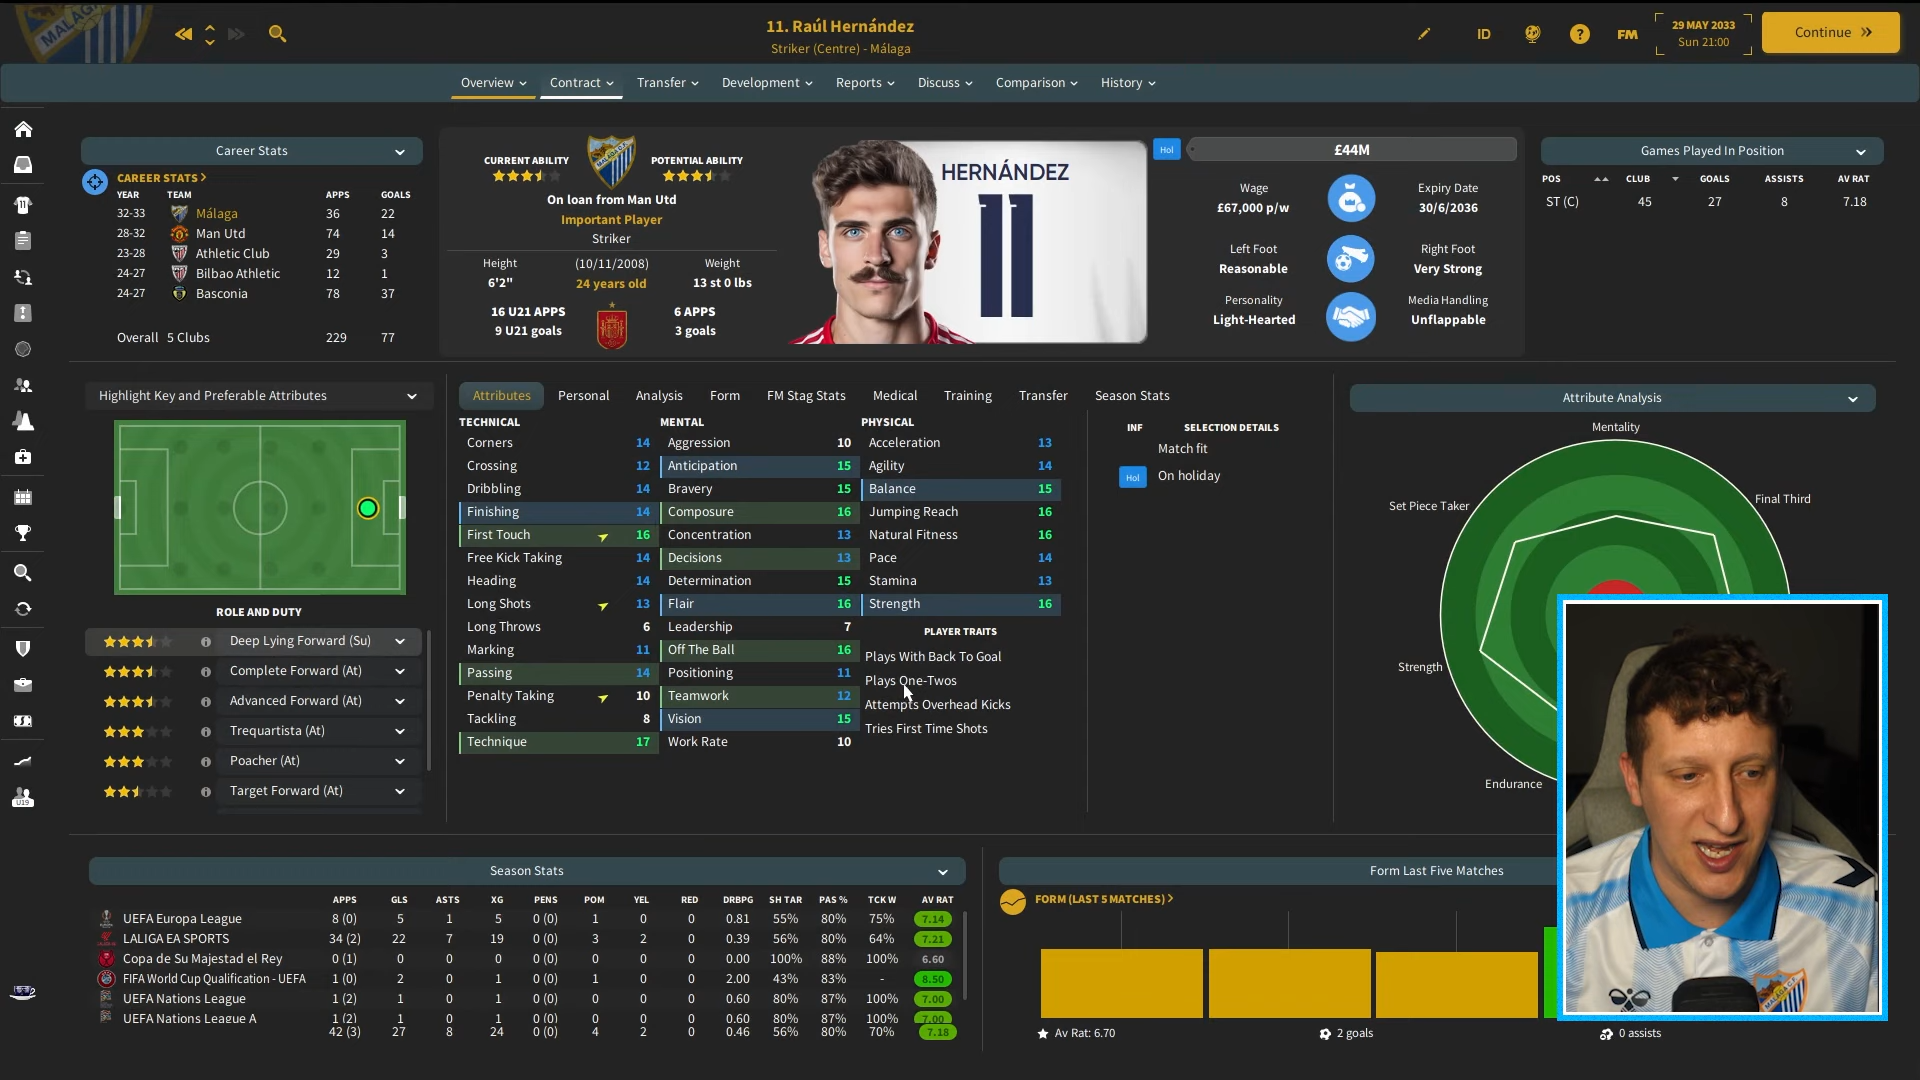 11. Raúl Hernández
Striker (Centre) - Málaga
ID
FM
29 MAY 2033
Sun 21:00
Continue
Overview
Contract
Transfer
Development
Reports
Discuss
Comparison
History
Career Stats
CAREER STATS
YEAR TEAM APPS GOALS
32-33 Málaga 36 22
28-32 Man Utd 74 14
23-28 Athletic Club 29 3
24-27 Bilbao Athletic 12 1
24-27 Basconia 78 37
Overall 5 Clubs 229 77
CURRENT ABILITY
POTENTIAL ABILITY
On loan from Man Utd
Important Player
Striker
Height
6'2"
(10/11/2008)
24 years old
Weight
13 st 0 lbs
16 U21 APPS
9 U21 goals
6 APPS
3 goals
HERNÁNDEZ
11
Hol
£44M
Wage
£67,000 p/w
Expiry Date
30/6/2036
Left Foot
Reasonable
Right Foot
Very Strong
Personality
Light-Hearted
Media Handling
Unflappable
Games Played In Position
POS CLUB GOALS ASSISTS AV RAT
ST (C) 45 27 8 7.18
Highlight Key and Preferable Attributes
ROLE AND DUTY
Deep Lying Forward (Su)
Complete Forward (At)
Advanced Forward (At)
Trequartista (At)
Poacher (At)
Target Forward (At)
Attributes
Personal
Analysis
Form
FM Stag Stats
Medical
Training
Transfer
Season Stats
TECHNICAL
Corners 14
Crossing 12
Dribbling 14
Finishing 14
First Touch 16
Free Kick Taking 14
Heading 14
Long Shots 13
Long Throws 6
Marking 11
Passing 14
Penalty Taking 10
Tackling 8
Technique 17
MENTAL
Aggression 10
Anticipation 15
Bravery 15
Composure 16
Concentration 13
Decisions 13
Determination 15
Flair 16
Leadership 7
Off The Ball 16
Positioning 11
Teamwork 12
Vision 15
Work Rate 10
PHYSICAL
Acceleration 13
Agility 14
Balance 15
Jumping Reach 16
Natural Fitness 16
Pace 14
Stamina 13
Strength 16
PLAYER TRAITS
Plays With Back To Goal
Plays One-Twos
Attempts Overhead Kicks
Tries First Time Shots
INF SELECTION DETAILS
Match fit
Hol On holiday
Attribute Analysis
Mentality
Set Piece Taker
Final Third
Strength
Endurance
U19
Season Stats
APPS GLS ASTS XG PENS POM YEL RED DRBPG SH TAR PAS % TCK W AV RAT
UEFA Europa League 8 (0) 5 1 5 0 (0) 1 0 0 0.81 55% 80% 75% 7.14
LALIGA EA SPORTS 34 (2) 22 7 19 0 (0) 3 2 0 0.39 56% 80% 64% 7.21
Copa de Su Majestad el Rey 0 (1) 0 0 0 0 (0) 0 0 0 0.00 100% 88% 100% 6.60
FIFA World Cup Qualification - UEFA 1 (0) 2 0 1 0 (0) 1 0 0 2.00 43% 83% - 8.50
UEFA Nations League 1 (2) 1 0 1 0 (0) 0 0 0 0.60 80% 87% 100% 7.00
UEFA Nations League A 1 (2) 1 0 1 0 (0) 0 0 0 0.60 80% 87% 100% 7.00
42 (3) 27 8 24 0 (0) 4 2 0 0.46 56% 80% 70% 7.18
Form Last Five Matches
FORM (LAST 5 MATCHES)
Av Rat: 6.70
2 goals
0 assists